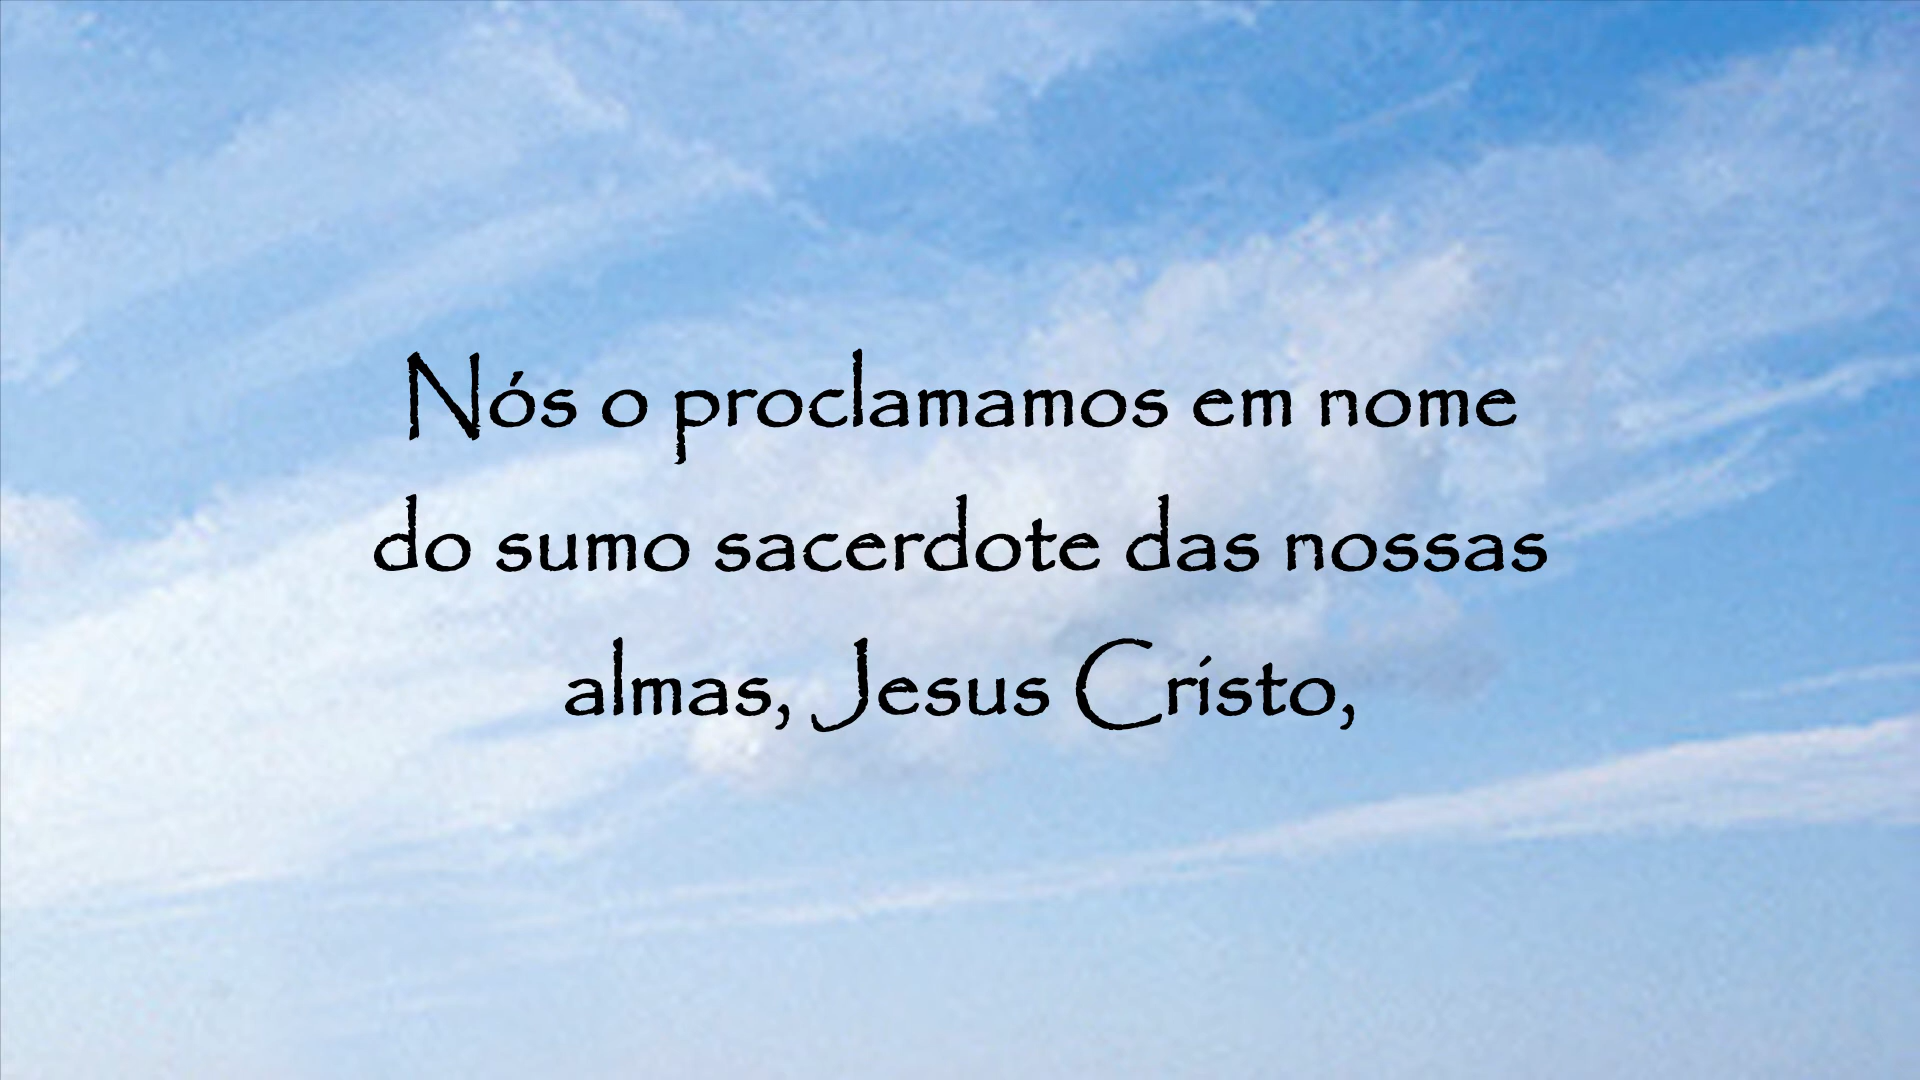 Nós o proclamamos em nome
do sumo sacerdote das nossas
almas, Jesus Cristo,